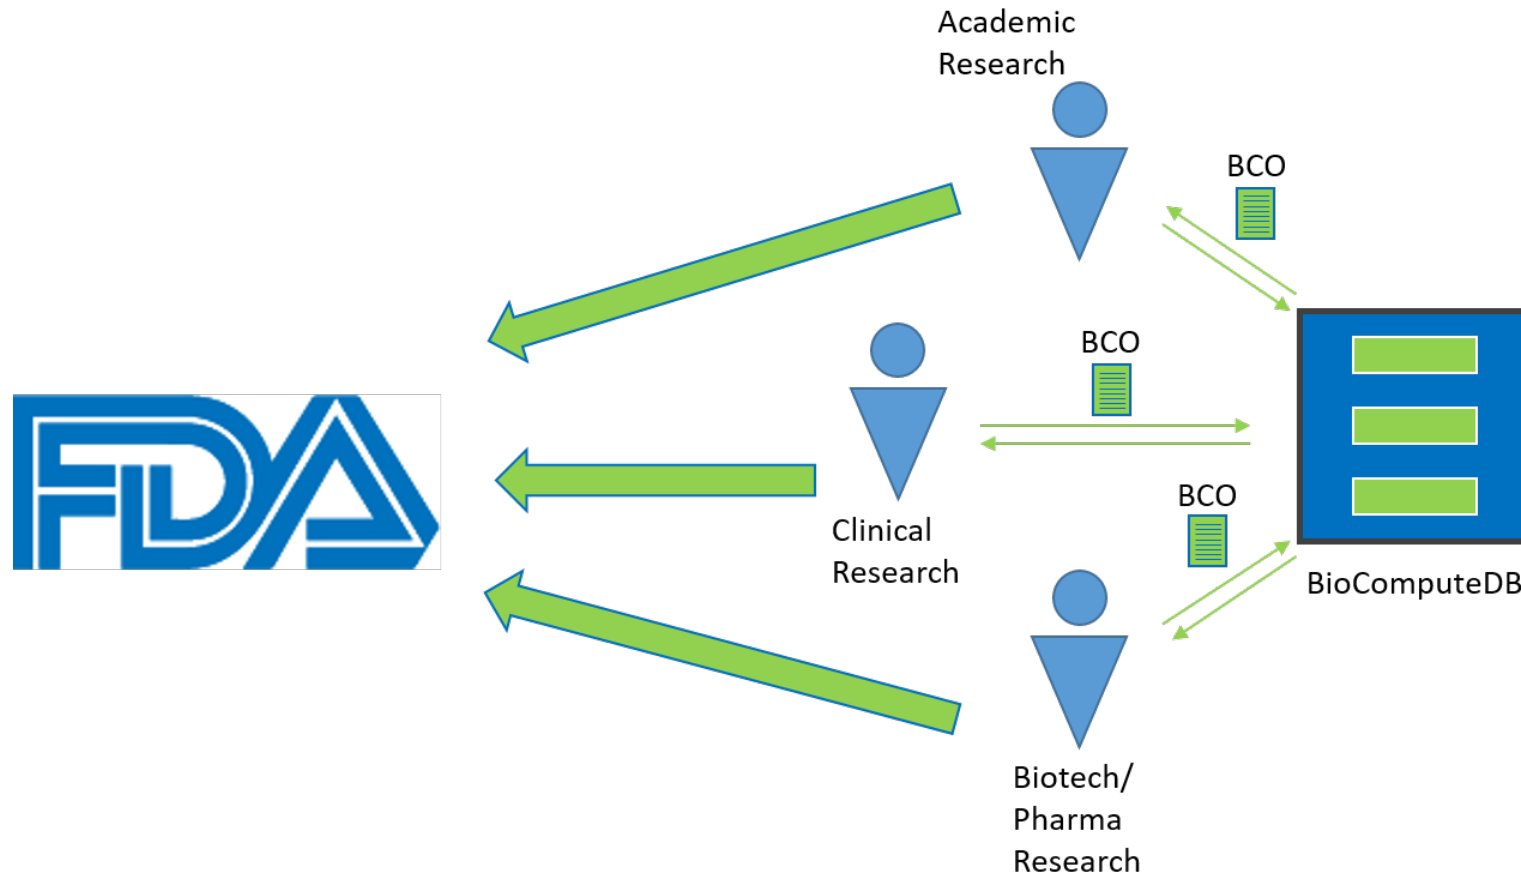 Academic
Research
BCO
BCO
FDA
Clinical
Research
BCO
BioComputeDB
Biotech/
Pharma
Research